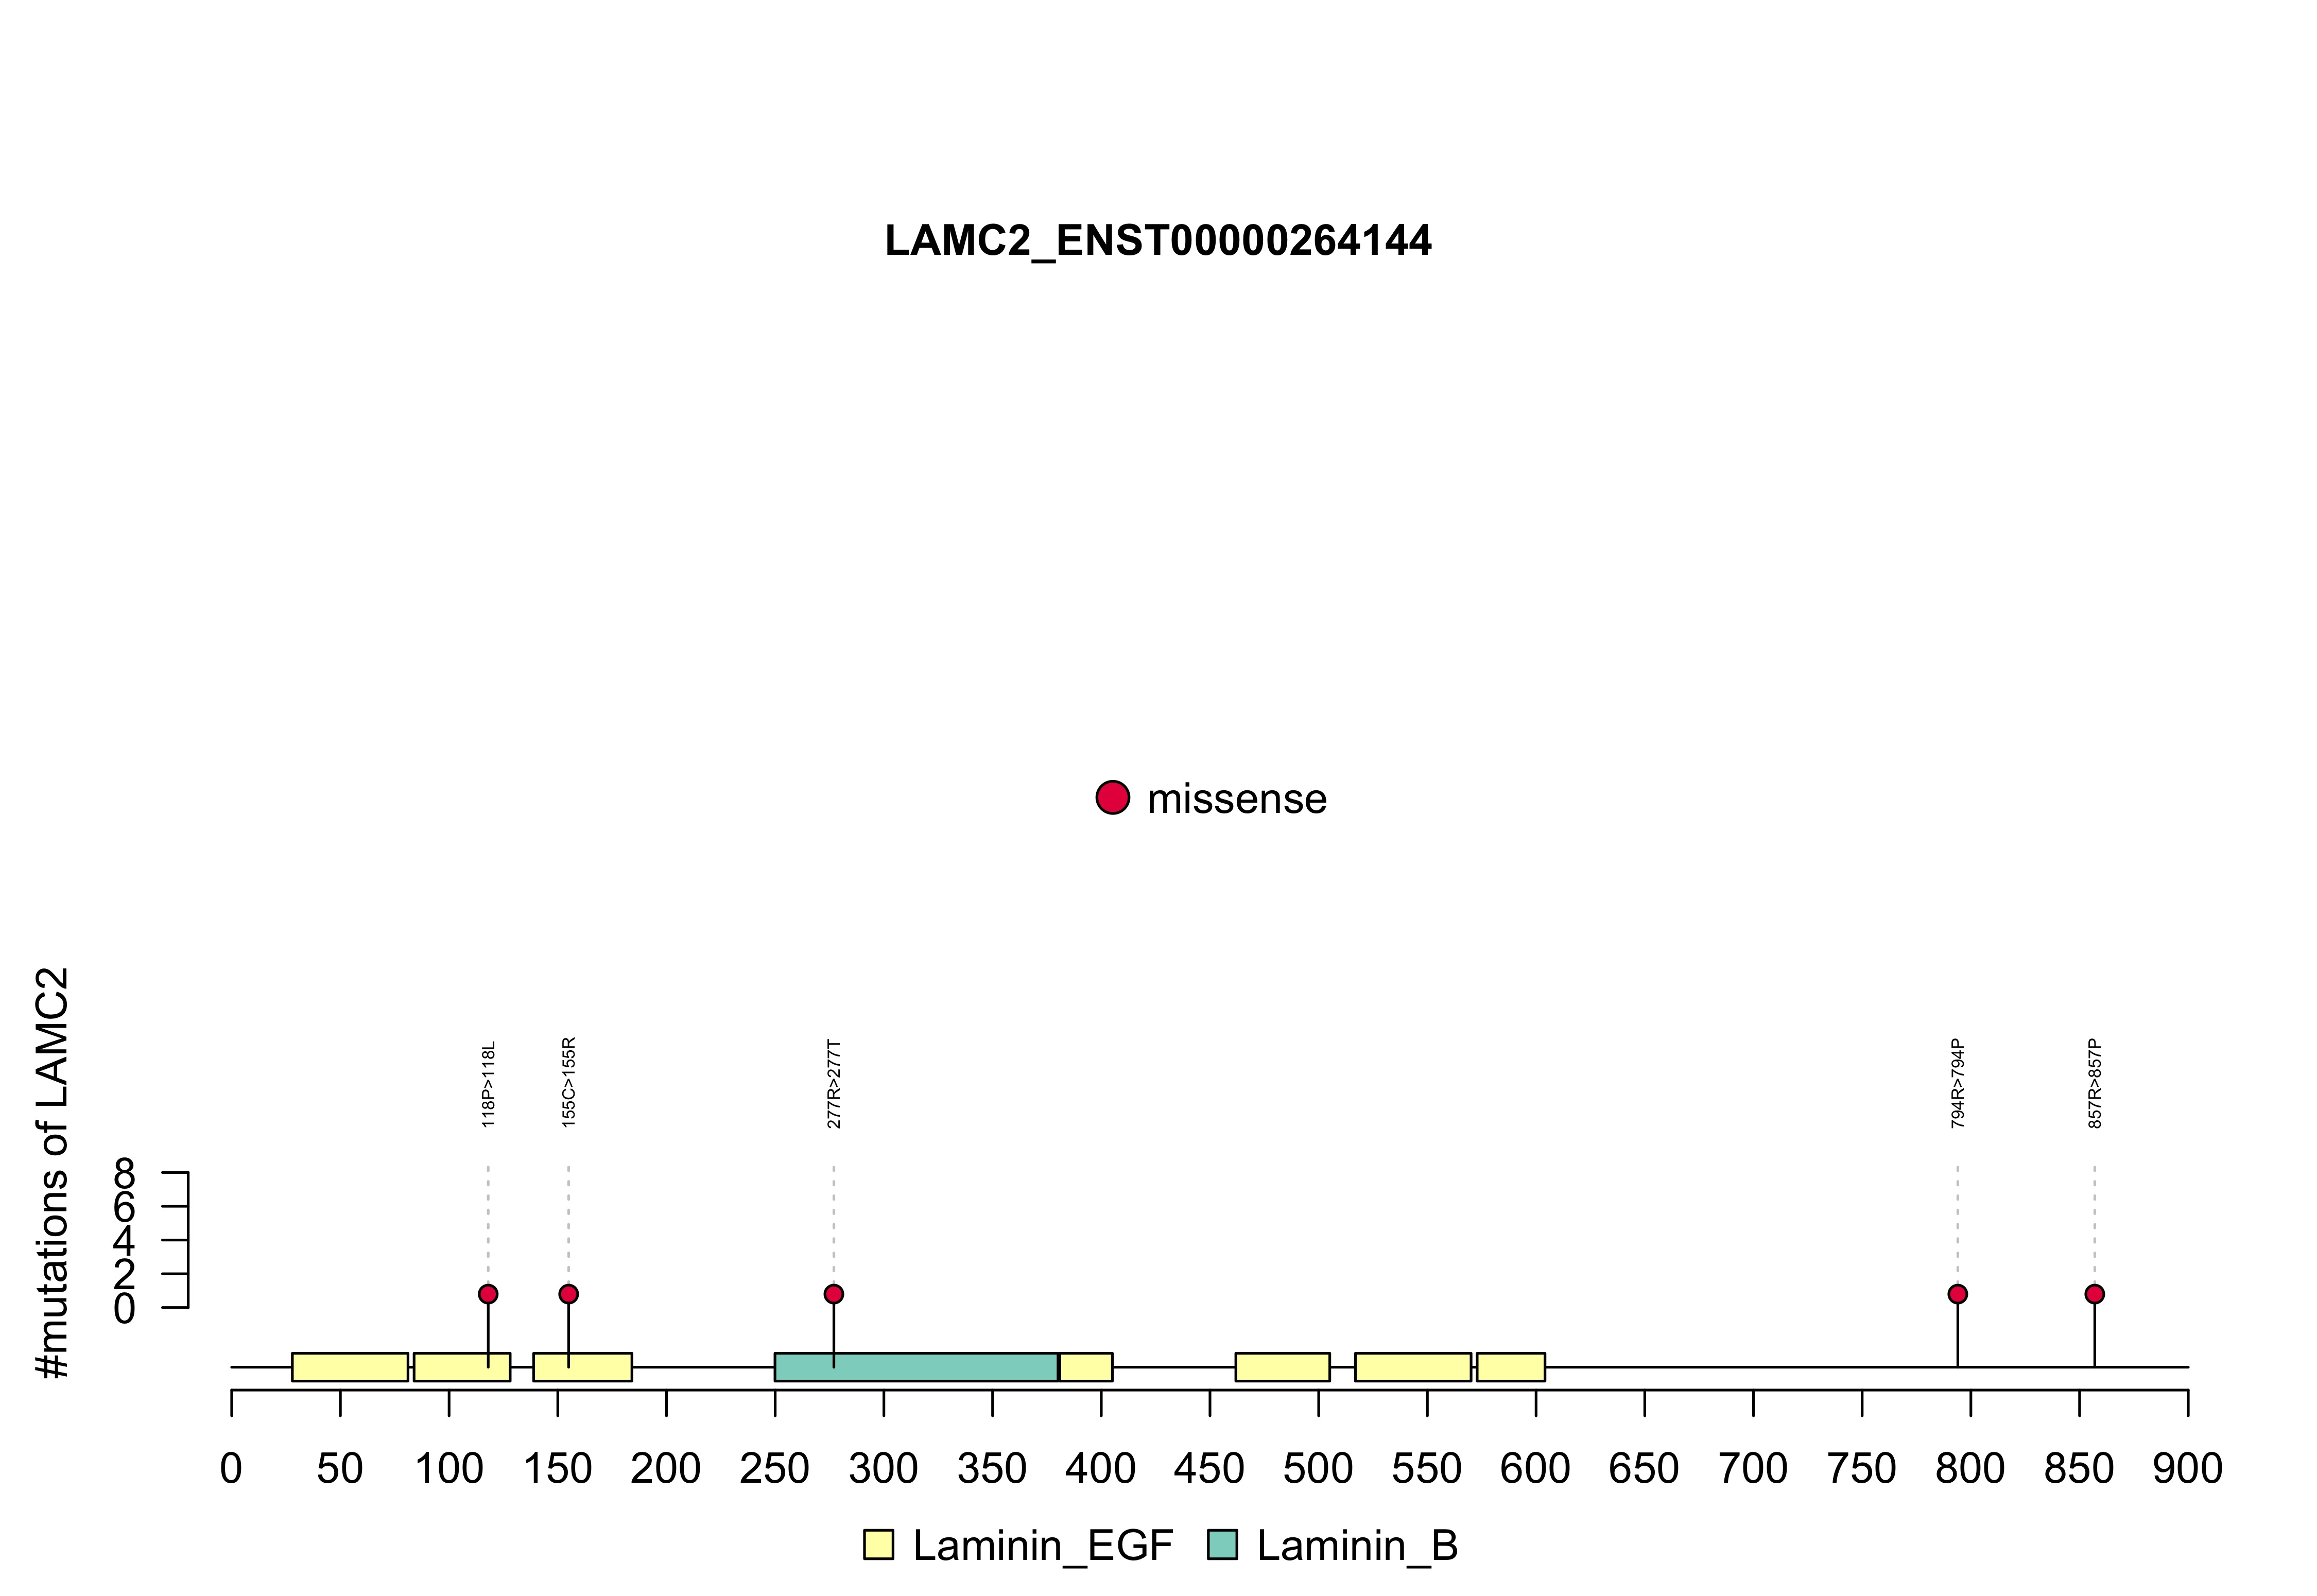 LAMC2_ENST00000264144
missense
#mutations of LAMC2
118P>118L
155C>155R
277R>277T
794R>794P
857R>857P
8
6
4
2
0
0 50 100 150 200 250 300 350 400 450 500 550 600 650 700 750 800 850 900
Laminin_EGF Laminin_B